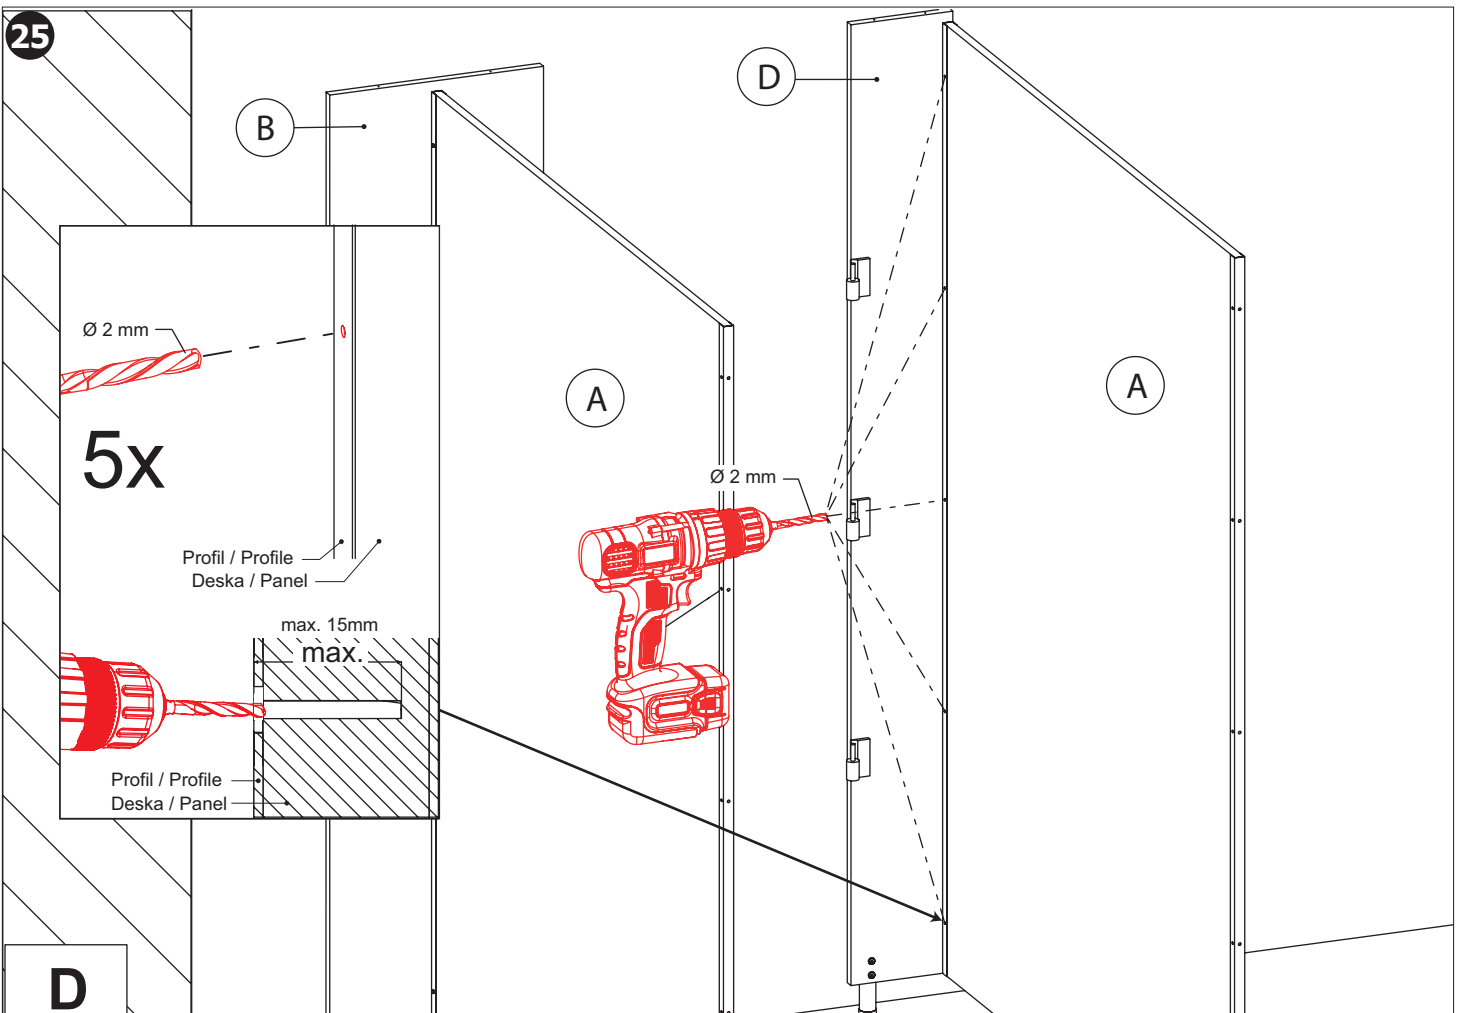 25
B
D
Ø 2 mm
5x
A
A
Ø 2 mm
Profil / Profile
Deska / Panel
max. 15mm
max.
Profil / Profile
Deska / Panel
D